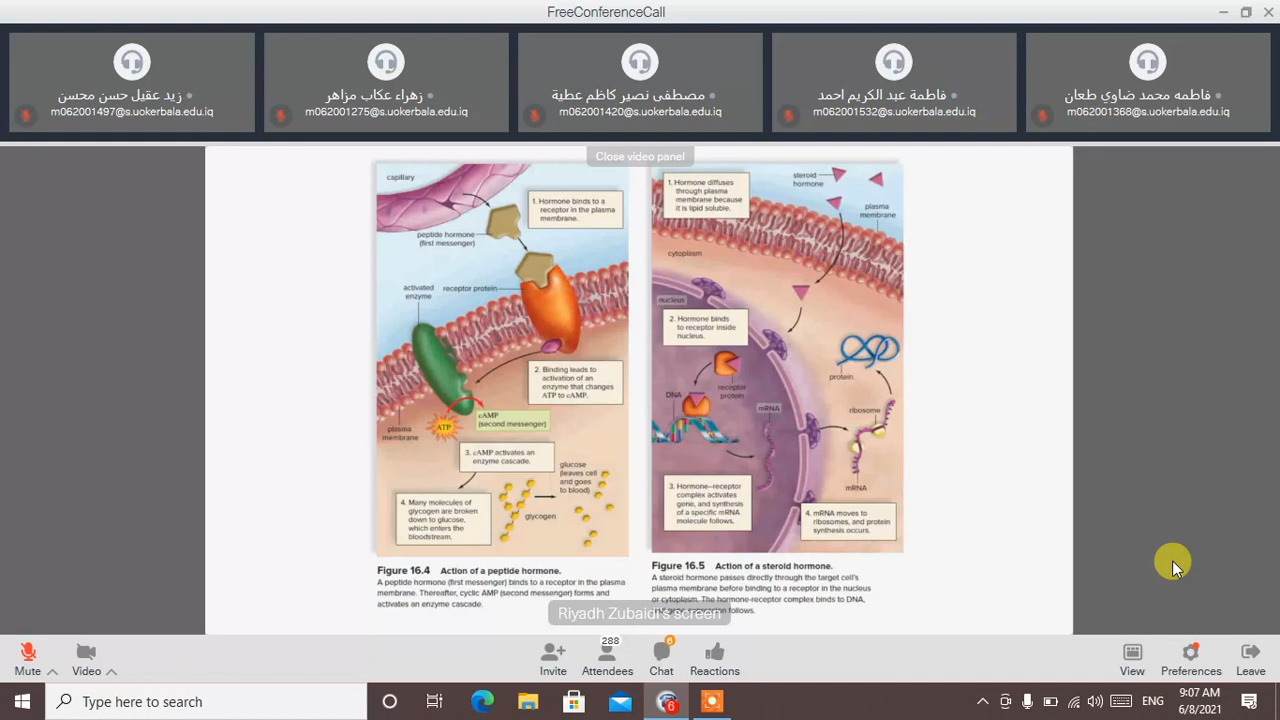 FreeConferenceCall
زيد عقيل حسن محسن
m062001497@s.uokerbala.edu.iq
زهراء عكاب مزاهر
m062001275@s.uokerbala.edu.iq
مصطفى نصير كاظم عطية
m062001420@s.uokerbala.edu.iq
فاطمة عبد الكريم احمد
m062001532@s.uokerbala.edu.iq
فاطمه محمد ضاوي طعان
m062001368@s.uokerbala.edu.iq
Close video panel
capillary
1. Hormone binds to a
receptor in the plasma
membrane.
peptide hormone
(first messenger)
activated
enzyme
receptor protein
2. Binding leads to
activation of an
enzyme that changes
ATP to cAMP.
ATP
cAMP
(second messenger)
plasma
membrane
3. cAMP activates an
enzyme cascade.
glucose
(leaves cell
and goes
to blood)
4. Many molecules of
glycogen are broken
down to glucose,
which enters the
bloodstream.
glycogen
Figure 16.4 Action of a peptide hormone.
A peptide hormone (first messenger) binds to a receptor in the plasma
membrane. Thereafter, cyclic AMP (second messenger) forms and
activates an enzyme cascade.
1. Hormone diffuses
through plasma
membrane because
it is lipid soluble.
steroid
hormone
plasma
membrane
cytoplasm
nucleus
2. Hormone binds
to receptor inside
nucleus.
protein
receptor
protein
DNA
mRNA
ribosome
mRNA
3. Hormone–receptor
complex activates
gene, and synthesis
of a specific mRNA
molecule follows.
4. mRNA moves to
ribosomes, and protein
synthesis occurs.
Figure 16.5 Action of a steroid hormone.
A steroid hormone passes directly through the target cell's
plasma membrane before binding to a receptor in the nucleus
or cytoplasm. The hormone-receptor complex binds to DNA,
follows.
Riyadh Zubaidi's screen
Mute
Video
Invite
288
Attendees
6
Chat
Reactions
View
Preferences
Leave
Type here to search
6
ENG
9:07 AM
6/8/2021